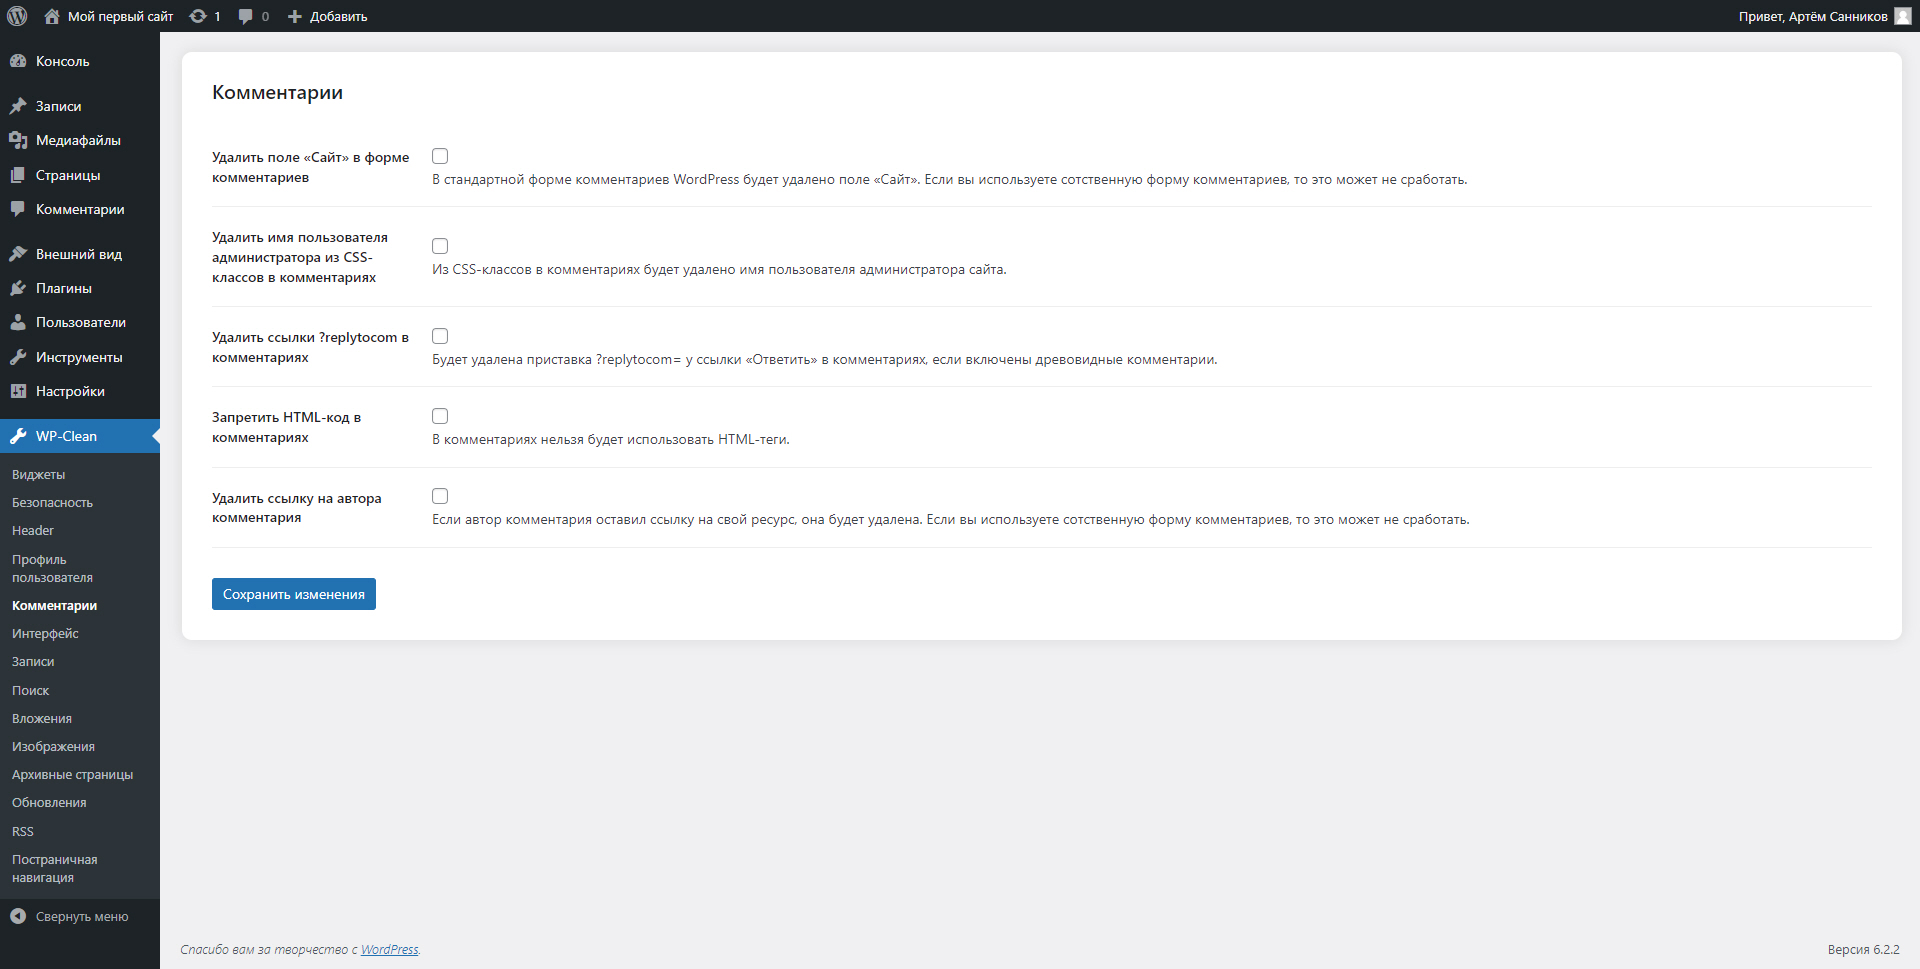 Мой первый сайт 1 0 Добавить Привет, Артём Санников
Консоль
Записи
Медиафайлы
Страницы
Комментарии
Внешний вид
Плагины
Пользователи
Инструменты
Настройки
WP-Clean
Виджеты
Безопасность
Header
Профиль
пользователя
Комментарии
Интерфейс
Записи
Поиск
Вложения
Изображения
Архивные страницы
Обновления
RSS
Постраничная
навигация
Свернуть меню
Комментарии
Удалить поле «Сайт» в форме
комментариев
В стандартной форме комментариев WordPress будет удалено поле «Сайт». Если вы используете сотственную форму комментариев, то это может не сработать.
Удалить имя пользователя
администратора из CSS-
классов в комментариях
Из CSS-классов в комментариях будет удалено имя пользователя администратора сайта.
Удалить ссылки ?replytocom в
комментариях
Будет удалена приставка ?replytocom= у ссылки «Ответить» в комментариях, если включены древовидные комментарии.
Запретить HTML-код в
комментариях
В комментариях нельзя будет использовать HTML-теги.
Удалить ссылку на автора
комментария
Если автор комментария оставил ссылку на свой ресурс, она будет удалена. Если вы используете сотственную форму комментариев, то это может не сработать.
Сохранить изменения
Спасибо вам за творчество с WordPress.
Версия 6.2.2